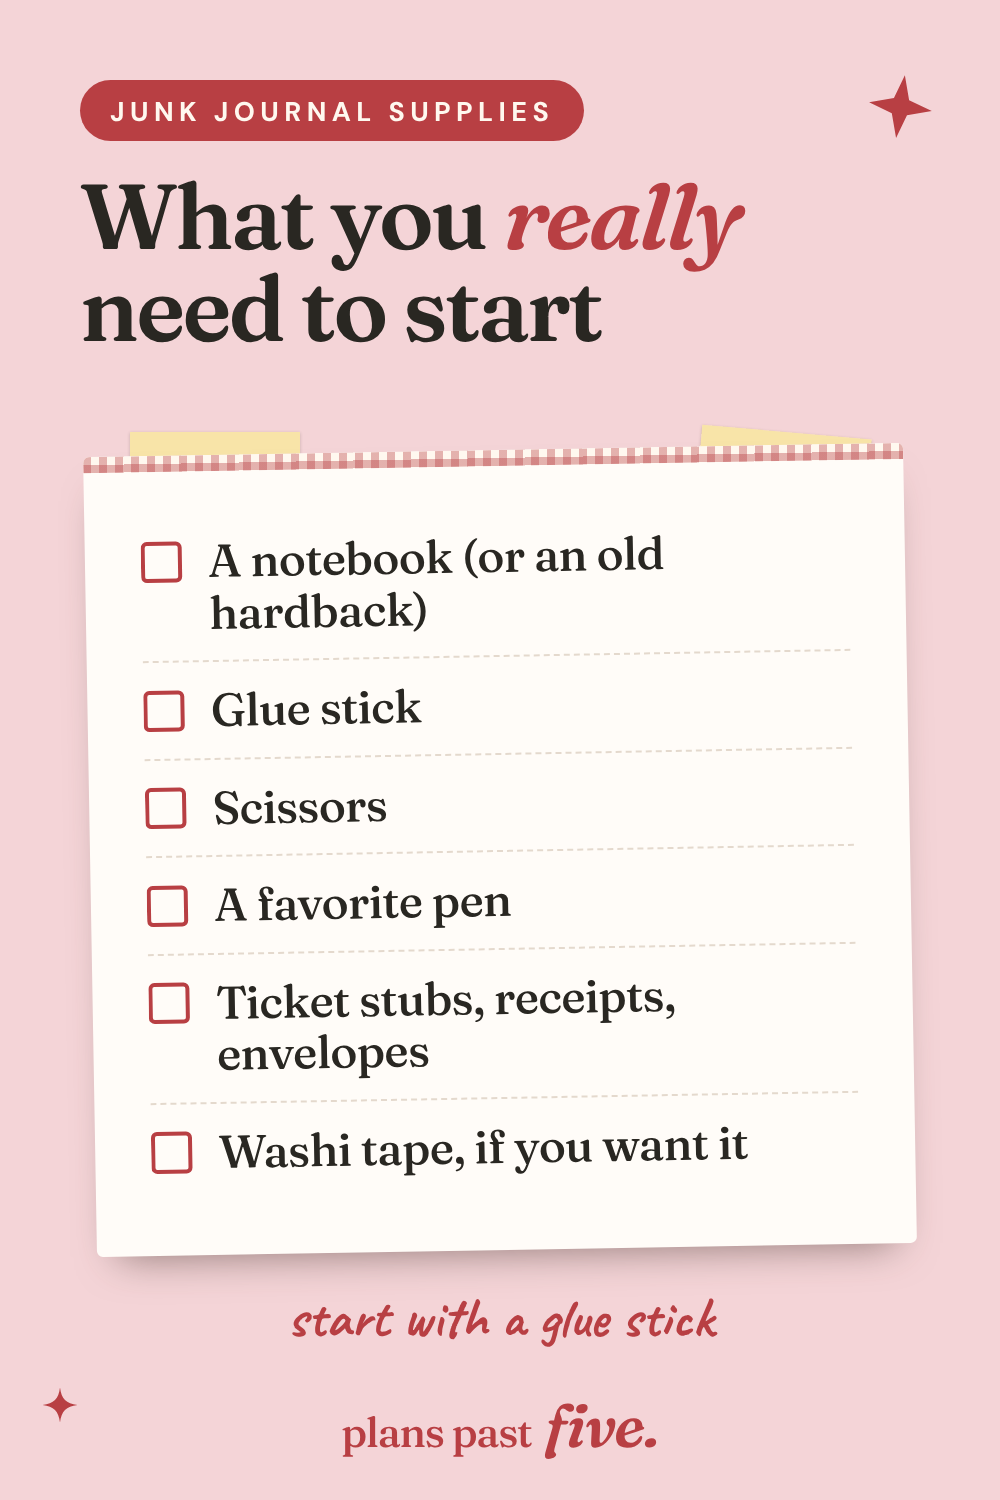 JUNK JOURNAL SUPPLIES
What you really
need to start
A notebook (or an old
hardback)
Glue stick
Scissors
A favorite pen
Ticket stubs, receipts,
envelopes
Washi tape, if you want it
start with a glue stick
plans past five.